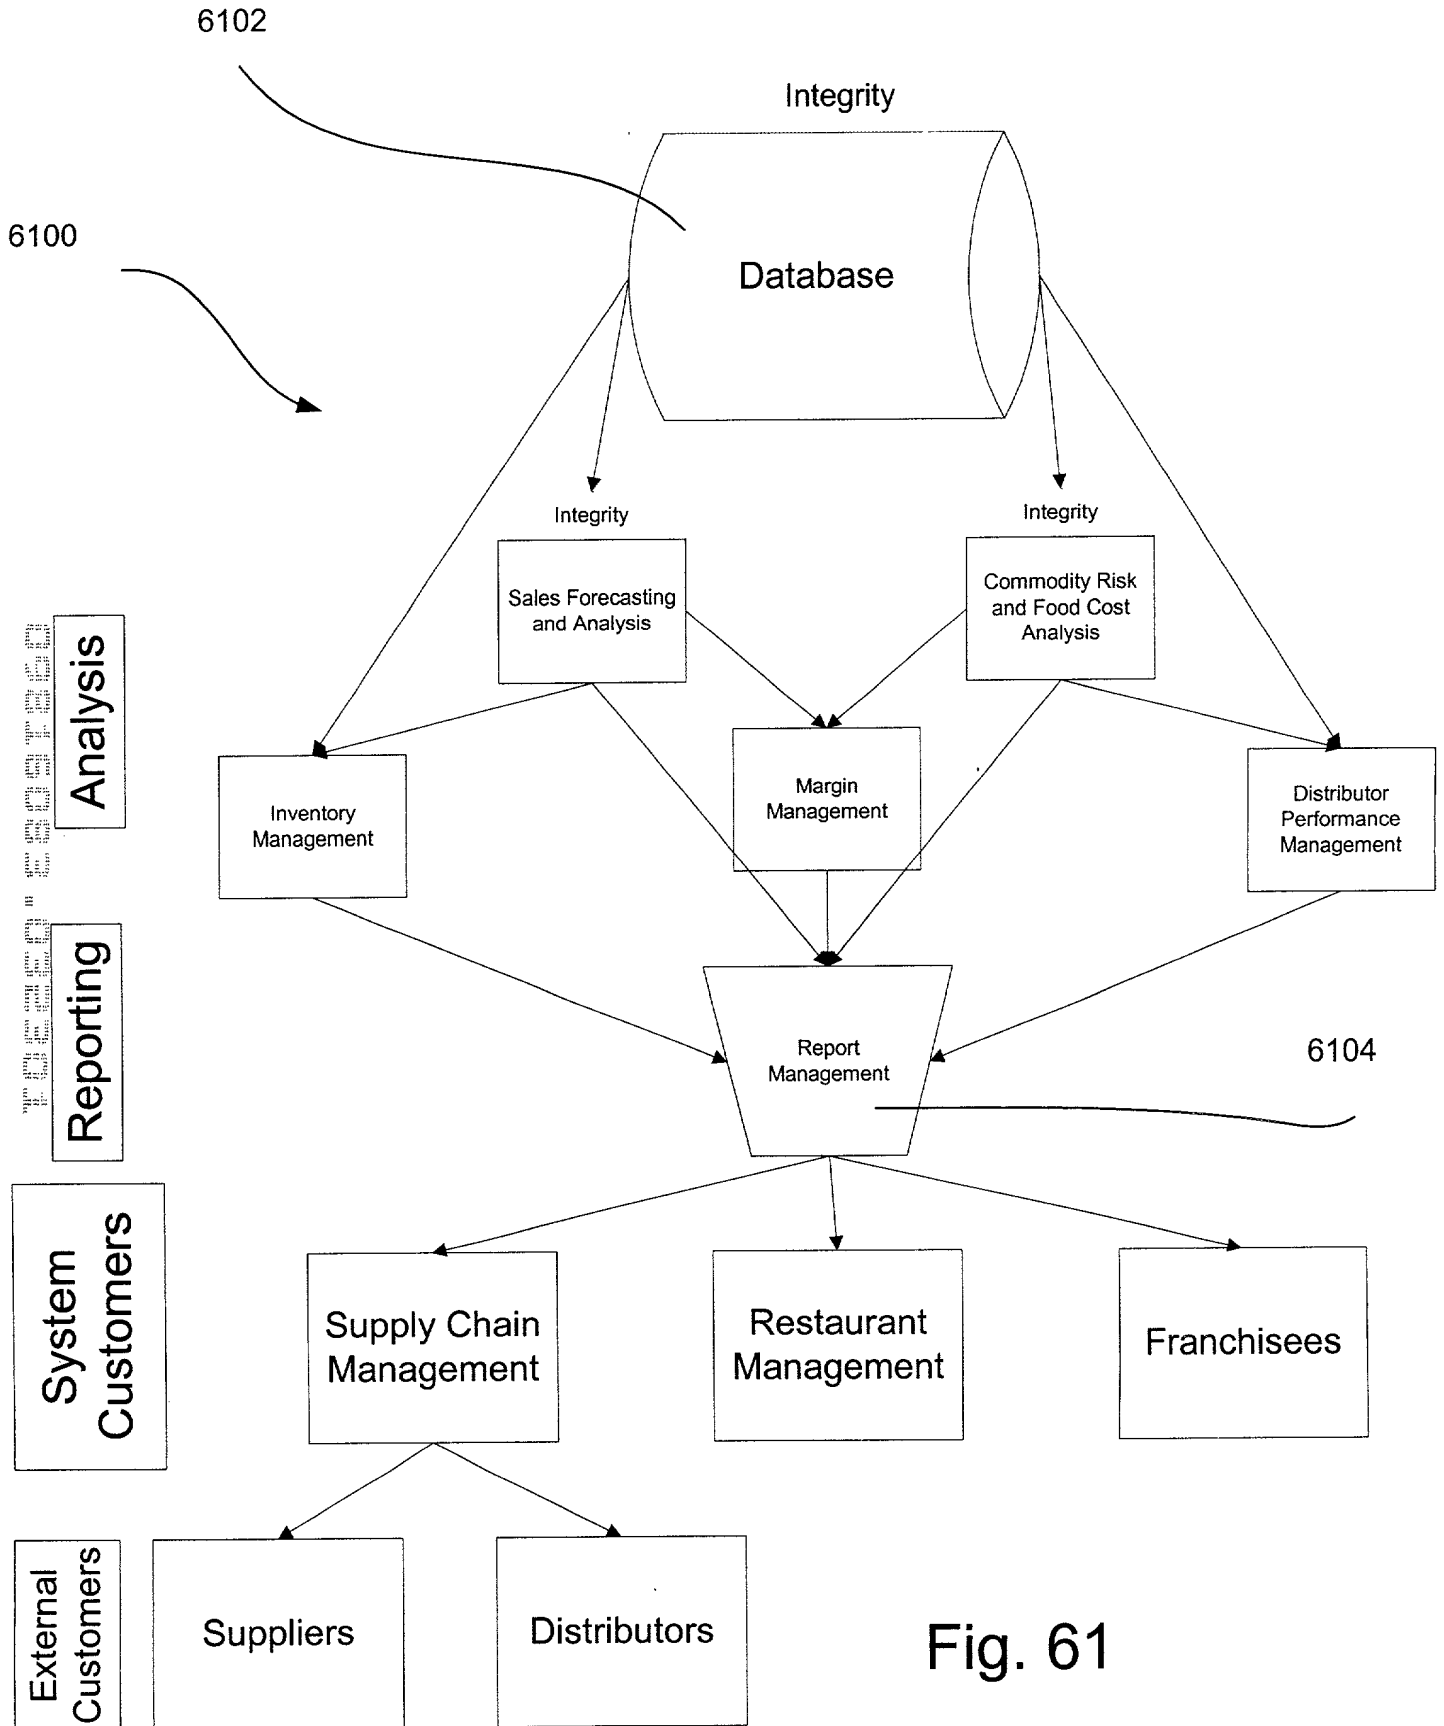 6102
Integrity
6100
Database
Integrity
Integrity
Sales Forecasting
and Analysis
Commodity Risk
and Food Cost
Analysis
Analysis
Inventory
Management
Margin
Management
Distributor
Performance
Management
Reporting
Report
Management
6104
System
Customers
Supply Chain
Management
Restaurant
Management
Franchisees
External
Customers
Suppliers
Distributors
Fig. 61